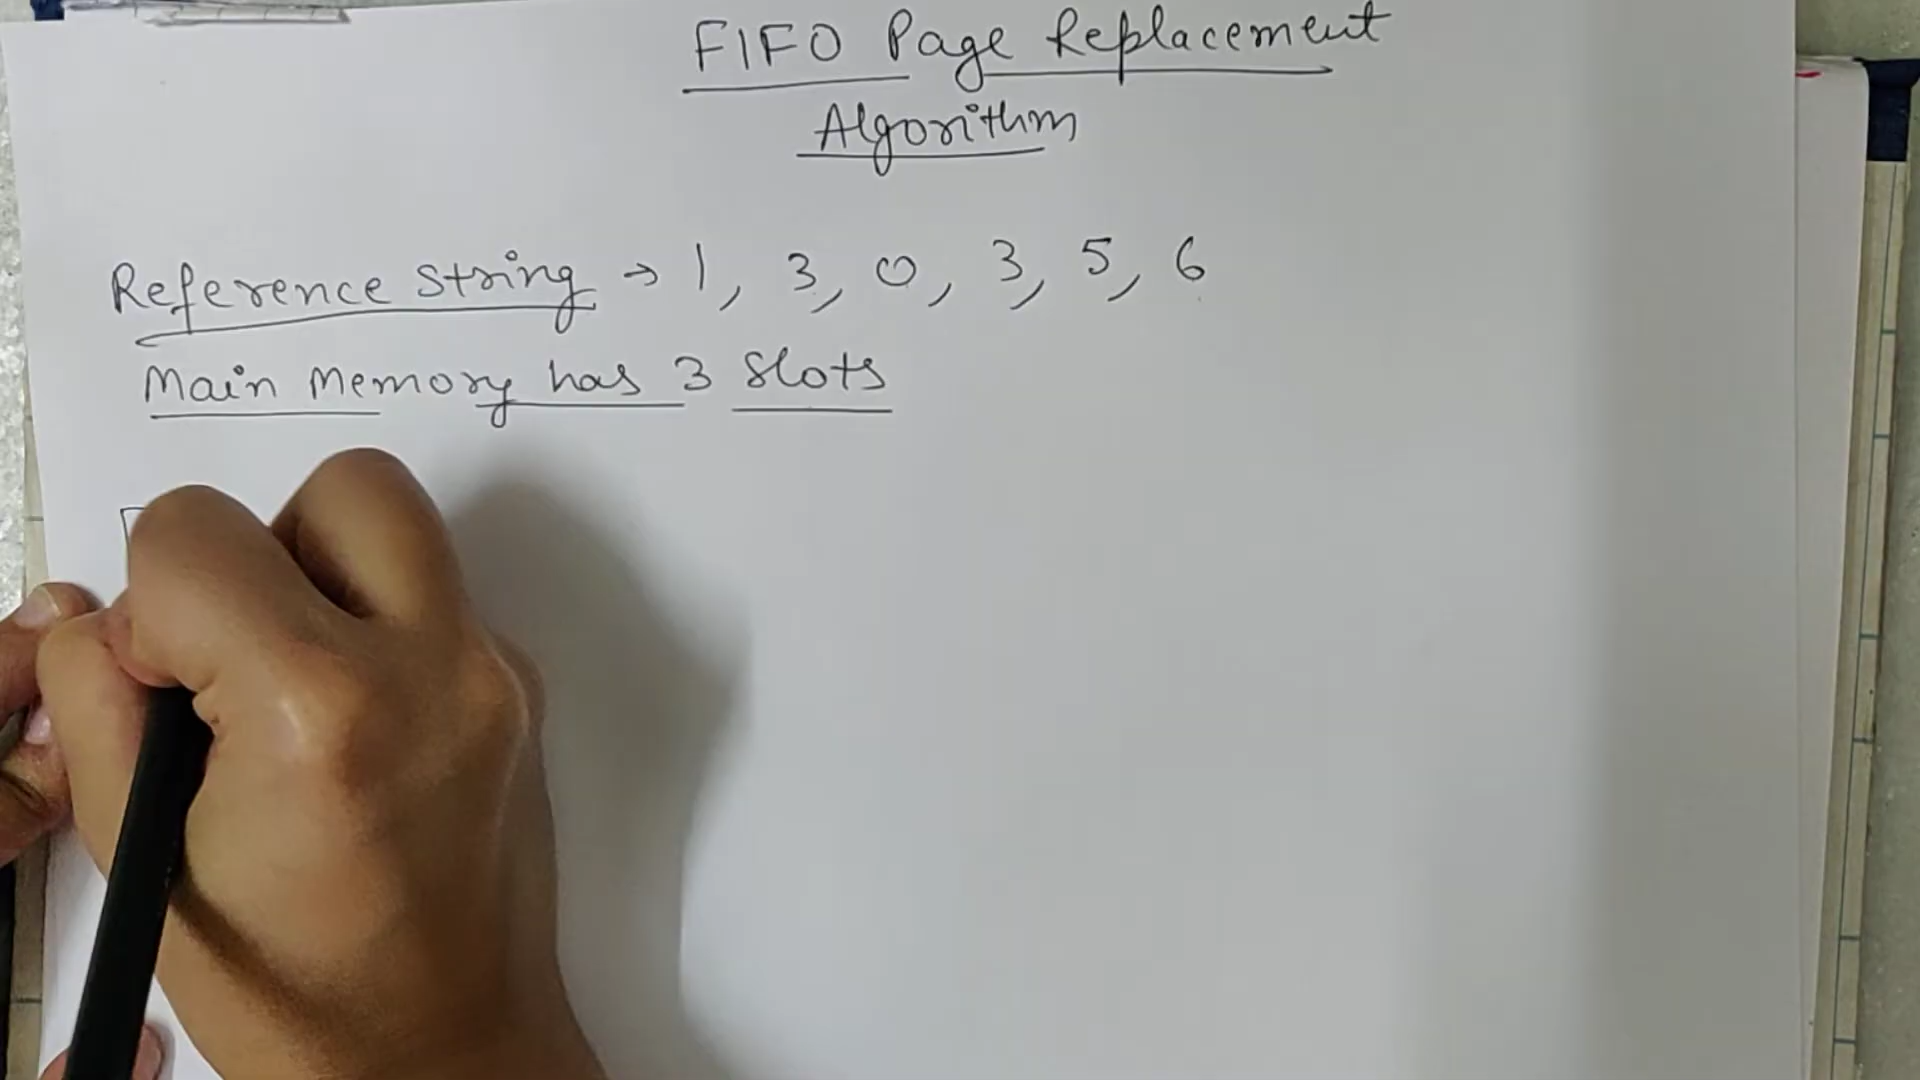 FIFO Page Replacement
Algorithm
Reference String → 1, 3, 0, 3, 5, 6
Main Memory has 3 Slots